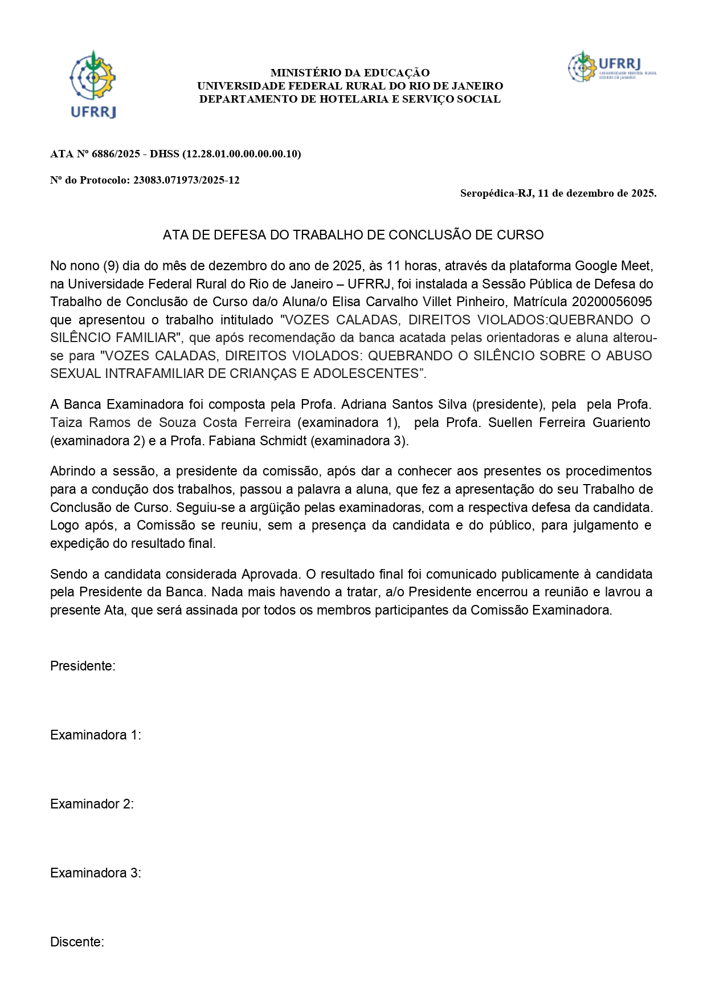 UFRRJ
MINISTÉRIO DA EDUCAÇÃO
UNIVERSIDADE FEDERAL RURAL DO RIO DE JANEIRO
DEPARTAMENTO DE HOTELARIA E SERVIÇO SOCIAL
UFRRJ
UNIVERSIDADE FEDERAL RURAL
DO RIO DE JANEIRO
ATA Nº 6886/2025 - DHSS (12.28.01.00.00.00.00.10)
Nº do Protocolo: 23083.071973/2025-12
Seropédica-RJ, 11 de dezembro de 2025.
ATA DE DEFESA DO TRABALHO DE CONCLUSÃO DE CURSO
No nono (9) dia do mês de dezembro do ano de 2025, às 11 horas, através da plataforma Google Meet,
na Universidade Federal Rural do Rio de Janeiro – UFRRJ, foi instalada a Sessão Pública de Defesa do
Trabalho de Conclusão de Curso da/o Aluna/o Elisa Carvalho Villet Pinheiro, Matrícula 20200056095
que apresentou o trabalho intitulado "VOZES CALADAS, DIREITOS VIOLADOS:QUEBRANDO O
SILÊNCIO FAMILIAR", que após recomendação da banca acatada pelas orientadoras e aluna alterou-
se para "VOZES CALADAS, DIREITOS VIOLADOS: QUEBRANDO O SILÊNCIO SOBRE O ABUSO
SEXUAL INTRAFAMILIAR DE CRIANÇAS E ADOLESCENTES”.
A Banca Examinadora foi composta pela Profa. Adriana Santos Silva (presidente), pela  pela Profa.
Taiza Ramos de Souza Costa Ferreira (examinadora 1),  pela Profa. Suellen Ferreira Guariento
(examinadora 2) e a Profa. Fabiana Schmidt (examinadora 3).
Abrindo a sessão, a presidente da comissão, após dar a conhecer aos presentes os procedimentos
para a condução dos trabalhos, passou a palavra a aluna, que fez a apresentação do seu Trabalho de
Conclusão de Curso. Seguiu-se a argüição pelas examinadoras, com a respectiva defesa da candidata.
Logo após, a Comissão se reuniu, sem a presença da candidata e do público, para julgamento e
expedição do resultado final.
Sendo a candidata considerada Aprovada. O resultado final foi comunicado publicamente à candidata
pela Presidente da Banca. Nada mais havendo a tratar, a/o Presidente encerrou a reunião e lavrou a
presente Ata, que será assinada por todos os membros participantes da Comissão Examinadora.
Presidente:
Examinadora 1:
Examinador 2:
Examinadora 3:
Discente: